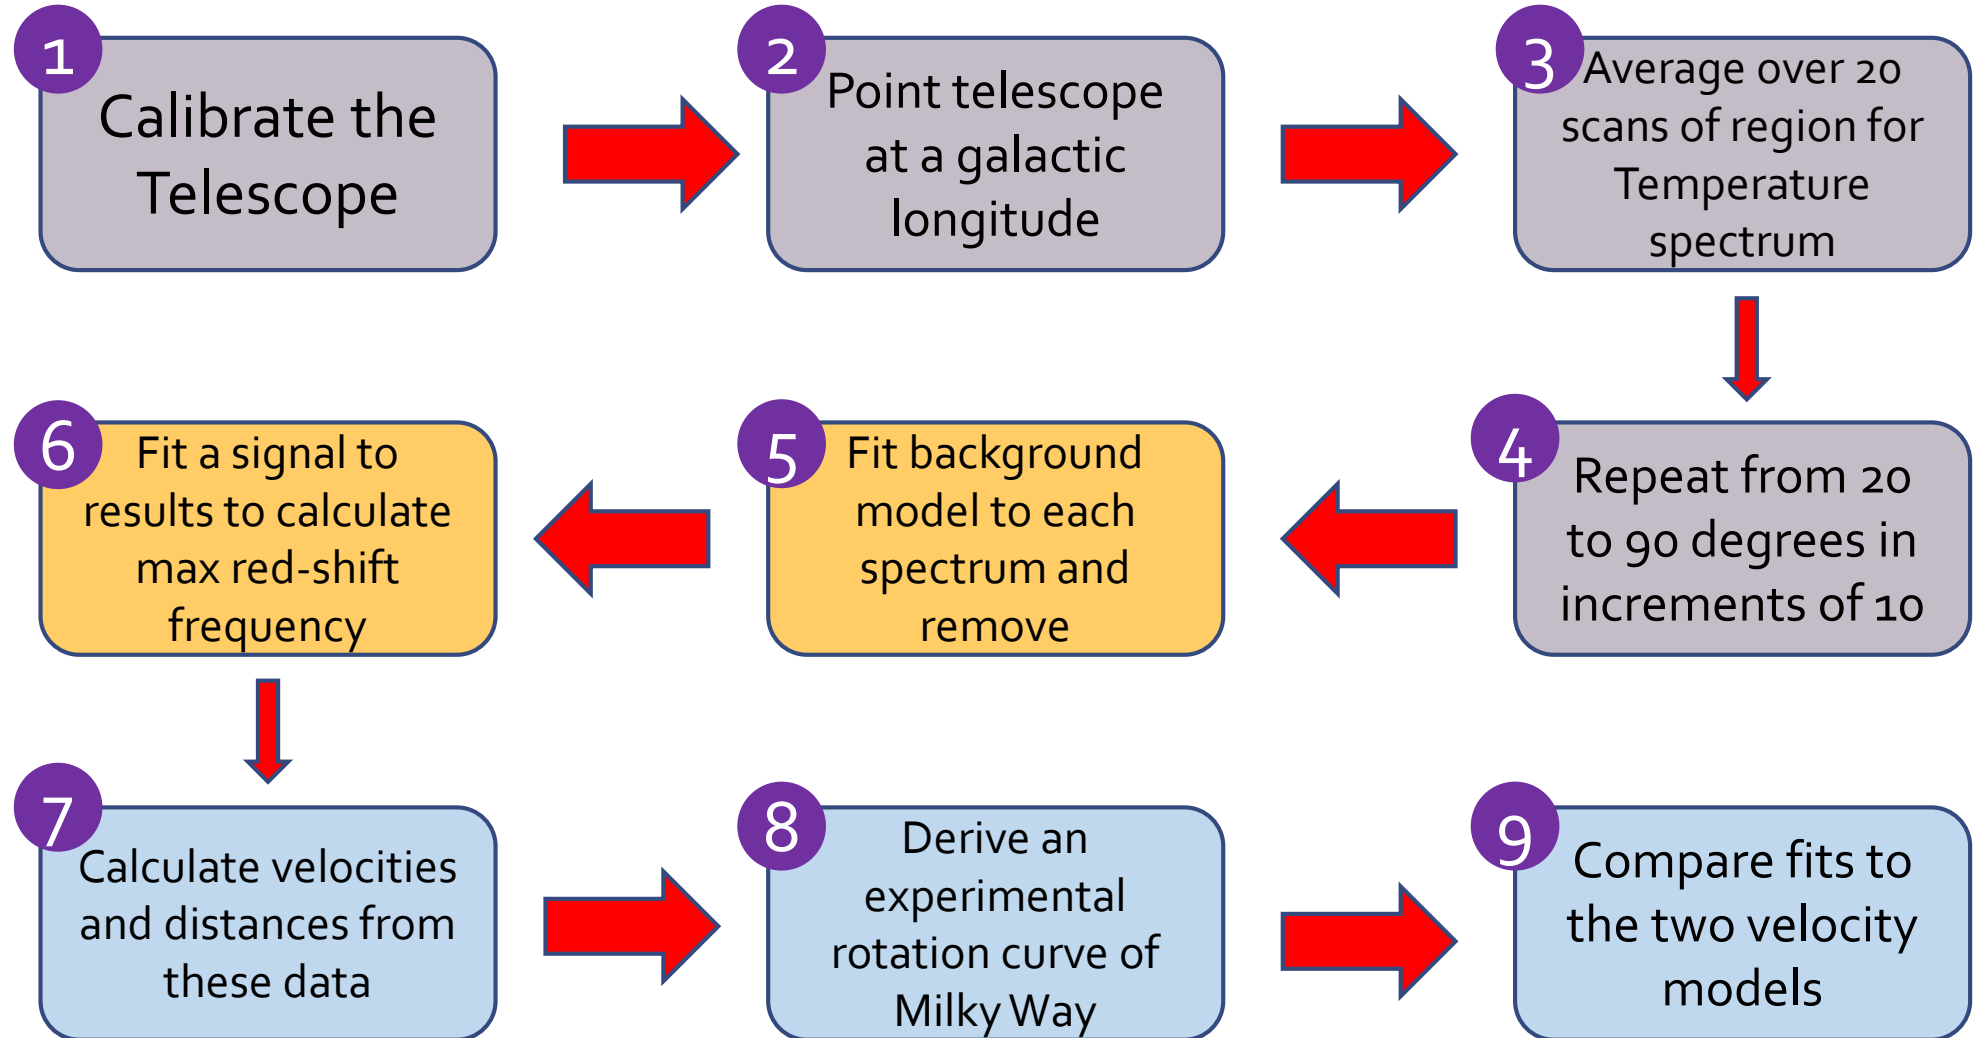 1
Calibrate the
Telescope
2
Point telescope
at a galactic
longitude
3
Average over 20
scans of region for
Temperature
spectrum
4
Repeat from 20
to 90 degrees in
increments of 10
5
Fit background
model to each
spectrum and
remove
6
Fit a signal to
results to calculate
max red-shift
frequency
7
Calculate velocities
and distances from
these data
8
Derive an
experimental
rotation curve of
Milky Way
9
Compare fits to
the two velocity
models